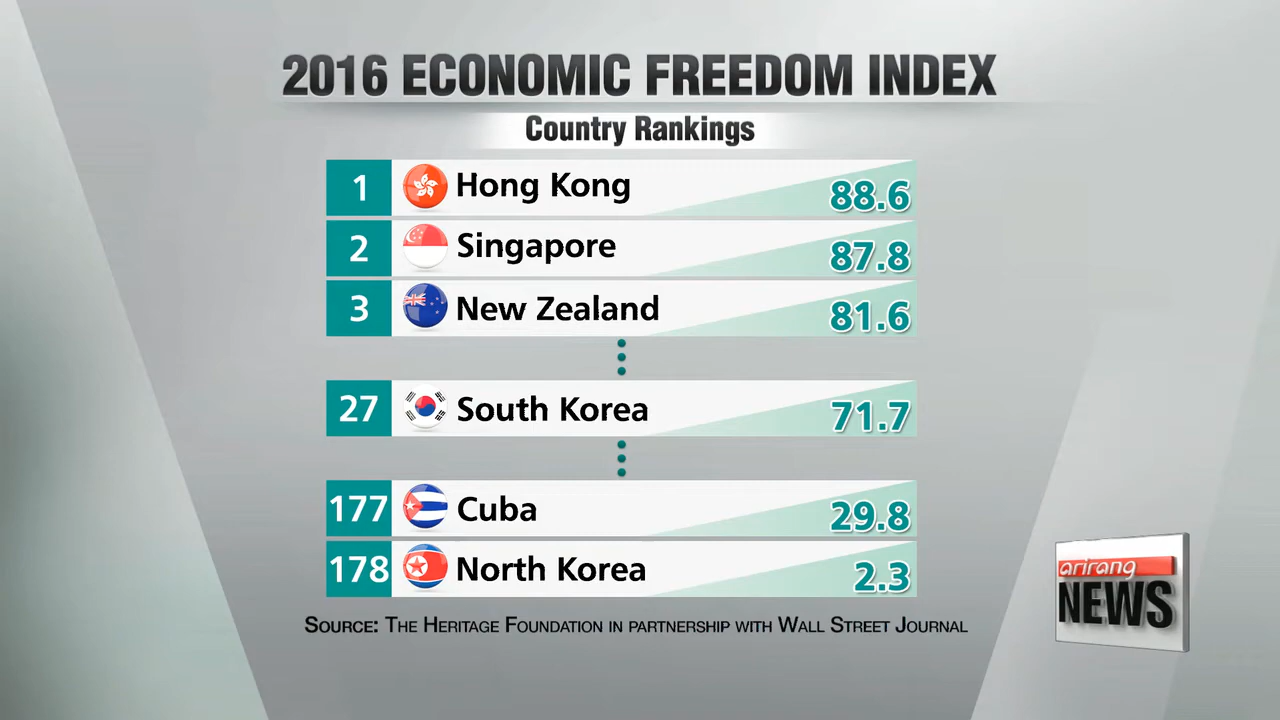 2016 ECONOMIC FREEDOM INDEX
Country Rankings
1 Hong Kong 88.6
2 Singapore 87.8
3 New Zealand 81.6
27 South Korea 71.7
177 Cuba 29.8
178 North Korea 2.3
SOURCE: THE HERITAGE FOUNDATION IN PARTNERSHIP WITH WALL STREET JOURNAL
arirang
NEWS